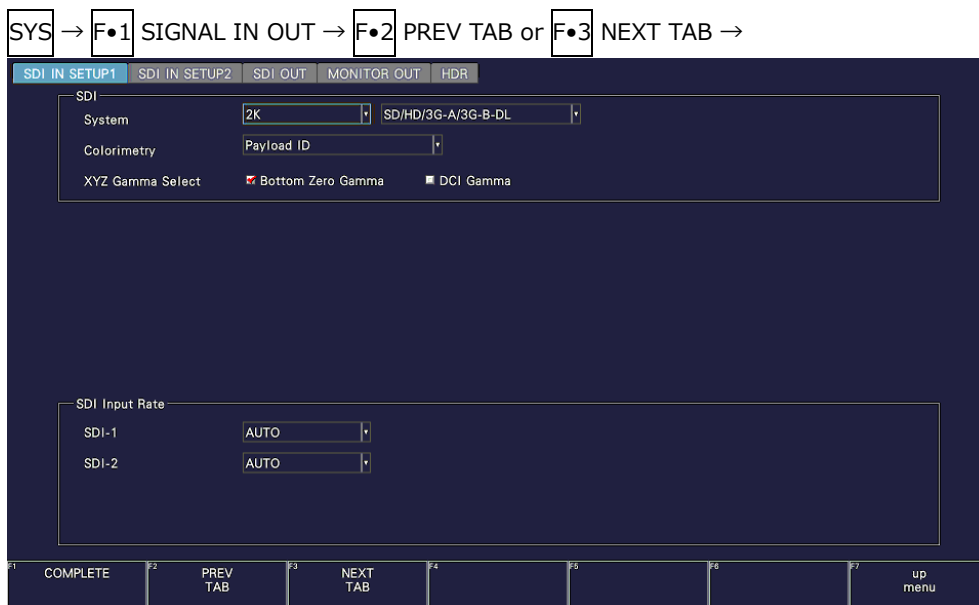 SYS → F•1 SIGNAL IN OUT → F•2 PREV TAB or F•3 NEXT TAB →
SDI IN SETUP1 SDI IN SETUP2 SDI OUT MONITOR OUT HDR
SDI
System 2K SD/HD/3G-A/3G-B-DL
Colorimetry Payload ID
XYZ Gamma Select Bottom Zero Gamma DCI Gamma
SDI Input Rate
SDI-1 AUTO
SDI-2 AUTO
F1 COMPLETE F2 PREV F3 NEXT F4 F5 F6 F7 up
TAB TAB menu